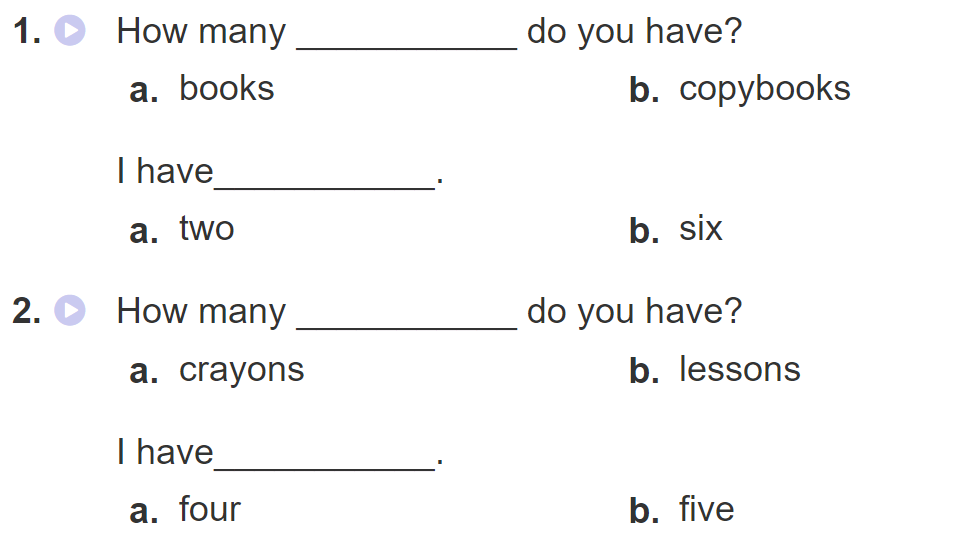 1. How many ___________ do you have?
a. books b. copybooks
I have___________.
a. two b. six
2. How many ___________ do you have?
a. crayons b. lessons
I have___________.
a. four b. five